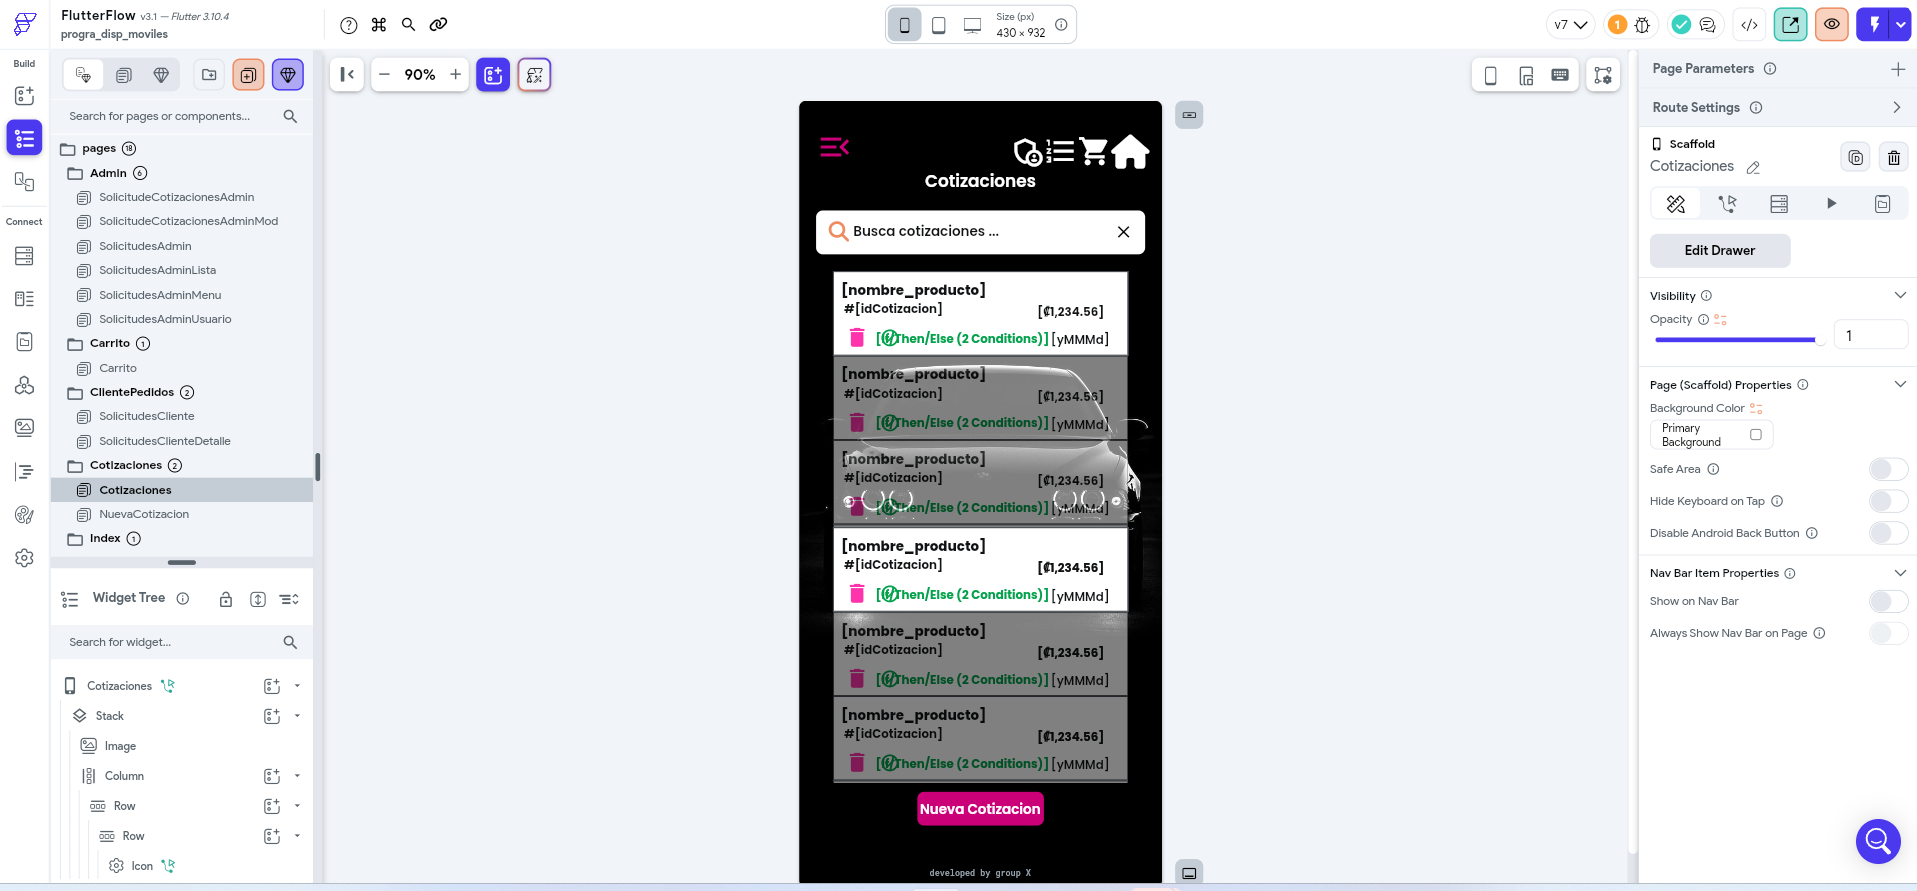 FlutterFlow v3.1 — Flutter 3.10.4
progra_disp_moviles
Size (px)
430 × 932
v7
1
Build
Connect
Search for pages or components...
pages 18
Admin 6
SolicitudeCotizacionesAdmin
SolicitudeCotizacionesAdminMod
SolicitudesAdmin
SolicitudesAdminLista
SolicitudesAdminMenu
SolicitudesAdminUsuario
Carrito 1
Carrito
ClientePedidos 2
SolicitudesCliente
SolicitudesClienteDetalle
Cotizaciones 2
Cotizaciones
NuevaCotizacion
Index 1
Widget Tree
Search for widget...
Cotizaciones
Stack
Image
Column
Row
Row
Icon
90%
Cotizaciones
Busca cotizaciones ...
[nombre_producto]
#[idCotizacion]
[₡1,234.56]
Then/Else (2 Conditions)] [yMMMd]
[nombre_producto]
#[idCotizacion]
[₡1,234.56]
Then/Else (2 Conditions)] [yMMMd]
[nombre_producto]
#[idCotizacion]
[₡1,234.56]
Then/Else (2 Conditions)] [yMMMd]
[nombre_producto]
#[idCotizacion]
[₡1,234.56]
Then/Else (2 Conditions)] [yMMMd]
[nombre_producto]
#[idCotizacion]
[₡1,234.56]
Then/Else (2 Conditions)] [yMMMd]
[nombre_producto]
#[idCotizacion]
[₡1,234.56]
Then/Else (2 Conditions)] [yMMMd]
Nueva Cotizacion
developed by group X
Page Parameters
Route Settings
Scaffold
Cotizaciones
Edit Drawer
Visibility
Opacity
1
Page (Scaffold) Properties
Background Color
Primary
Background
Safe Area
Hide Keyboard on Tap
Disable Android Back Button
Nav Bar Item Properties
Show on Nav Bar
Always Show Nav Bar on Page